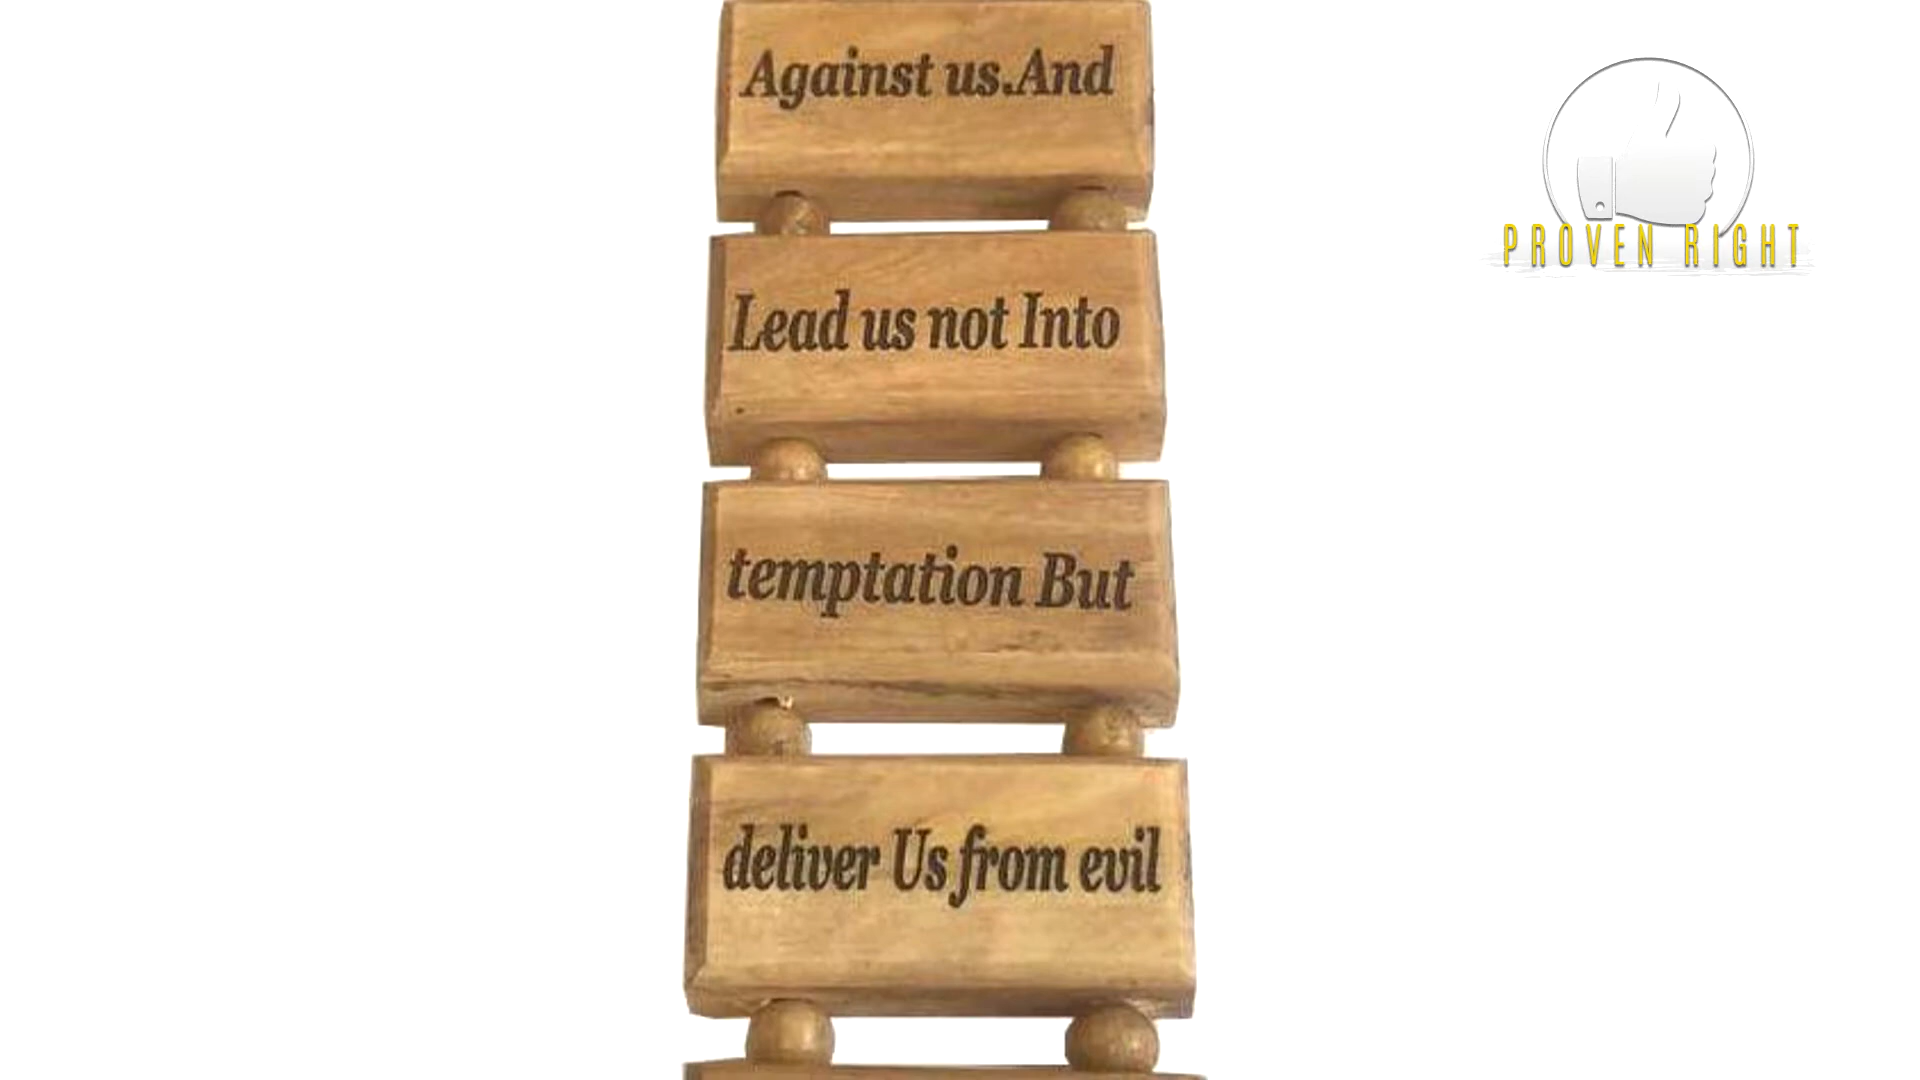 Against us.And
PROVEN RIGHT
Lead us not Into
temptation But
deliver Us from evil